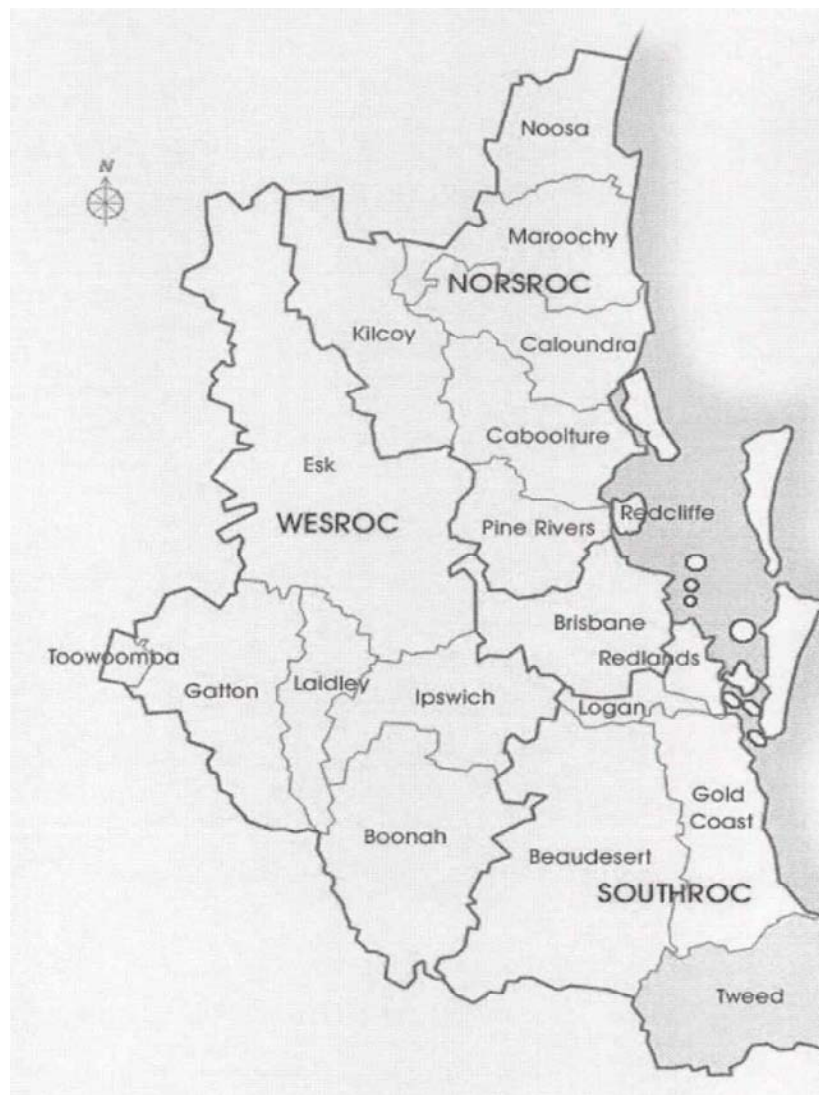 Noosa
N
Maroochy
NORSROC
Kilcoy
Caloundra
Caboolture
Esk
WESROC
Pine Rivers
Redcliffe
Brisbane
Toowoomba
Redlands
Gatton
Laidley
Ipswich
Logan
Gold
Coast
Boonah
Beaudesert
SOUTHROC
Tweed